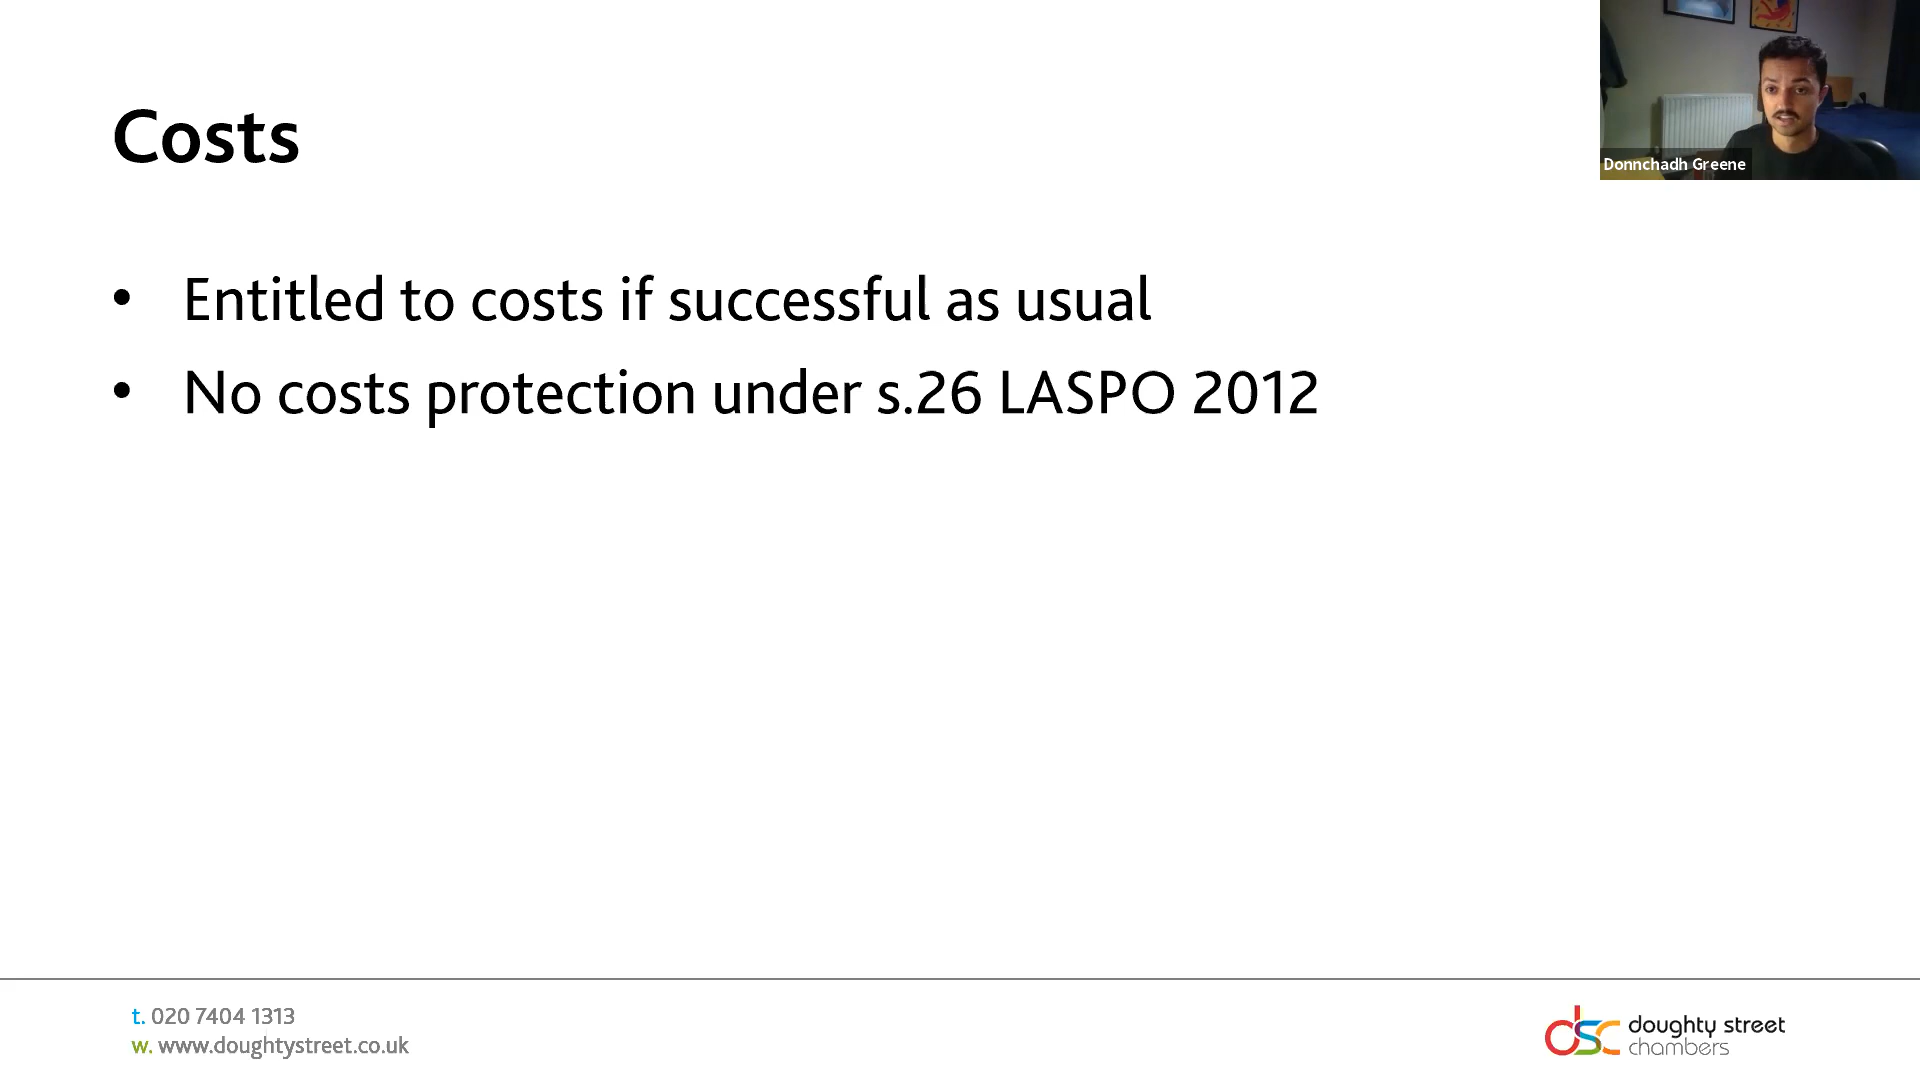 Costs
Donnchadh Greene
• Entitled to costs if successful as usual
• No costs protection under s.26 LASPO 2012
t. 020 7404 1313
w. www.doughtystreet.co.uk
dsc doughty street
chambers